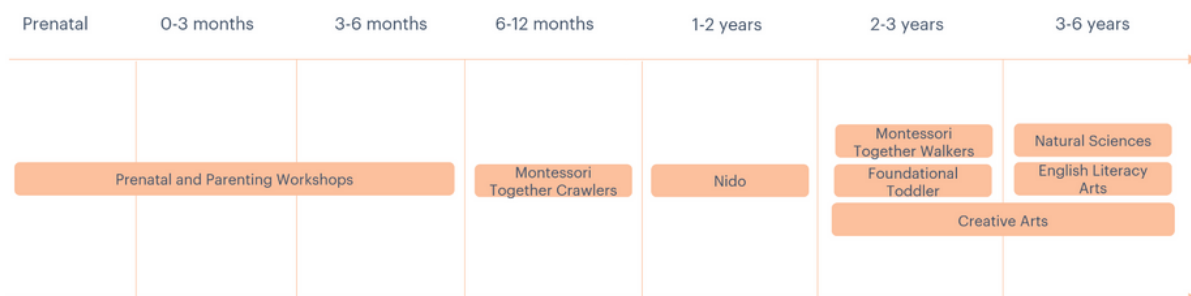 Prenatal
0-3 months
3-6 months
6-12 months
1-2 years
2-3 years
3-6 years
Prenatal and Parenting Workshops
Montessori
Together Crawlers
Nido
Montessori
Together Walkers
Foundational
Toddler
Natural Sciences
English Literacy
Arts
Creative Arts